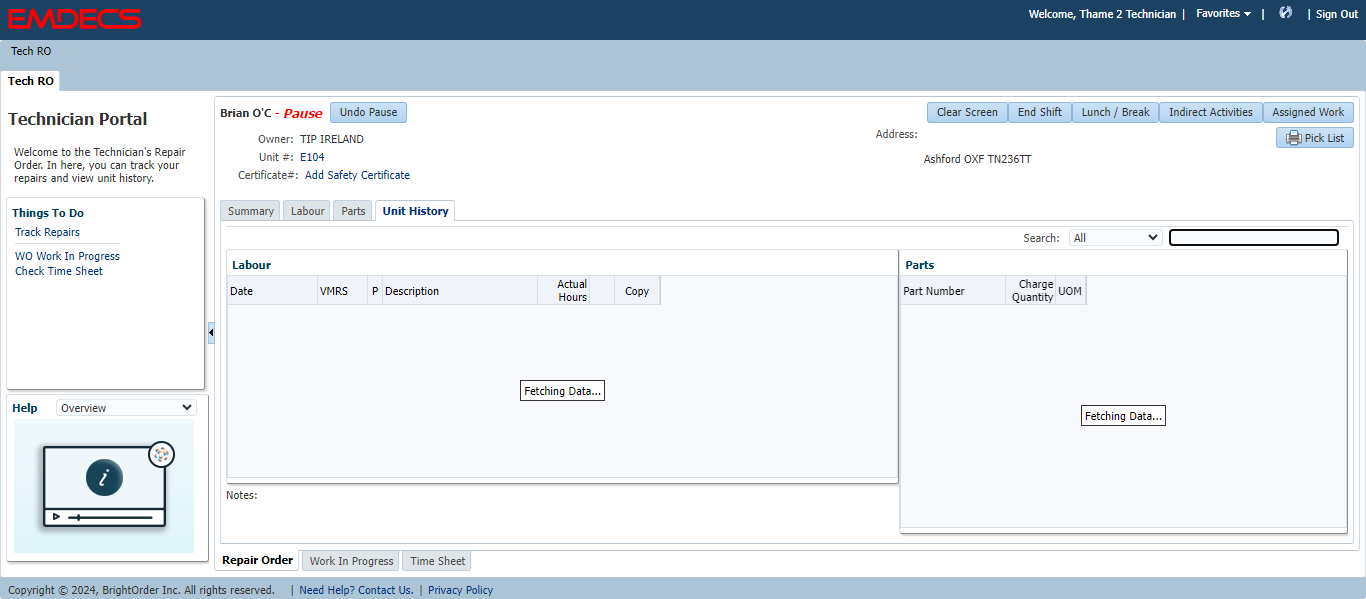 EMDECS
Welcome, Thame 2 Technician | Favorites | | Sign Out
Tech RO
Tech RO
Technician Portal
Welcome to the Technician's Repair
Order. In here, you can track your
repairs and view unit history.
Things To Do
Track Repairs
WO Work In Progress
Check Time Sheet
Help Overview
i
Brian O'C - Pause Undo Pause
Clear Screen End Shift Lunch / Break Indirect Activities Assigned Work
Pick List
Owner: TIP IRELAND
Unit #: E104
Certificate#: Add Safety Certificate
Address:
Ashford OXF TN236TT
Summary Labour Parts Unit History
Search: All
Labour
Date VMRS P Description Actual Hours Copy
Fetching Data...
Notes:
Parts
Part Number Charge Quantity UOM
Fetching Data...
Repair Order Work In Progress Time Sheet
Copyright © 2024, BrightOrder Inc. All rights reserved. | Need Help? Contact Us. | Privacy Policy